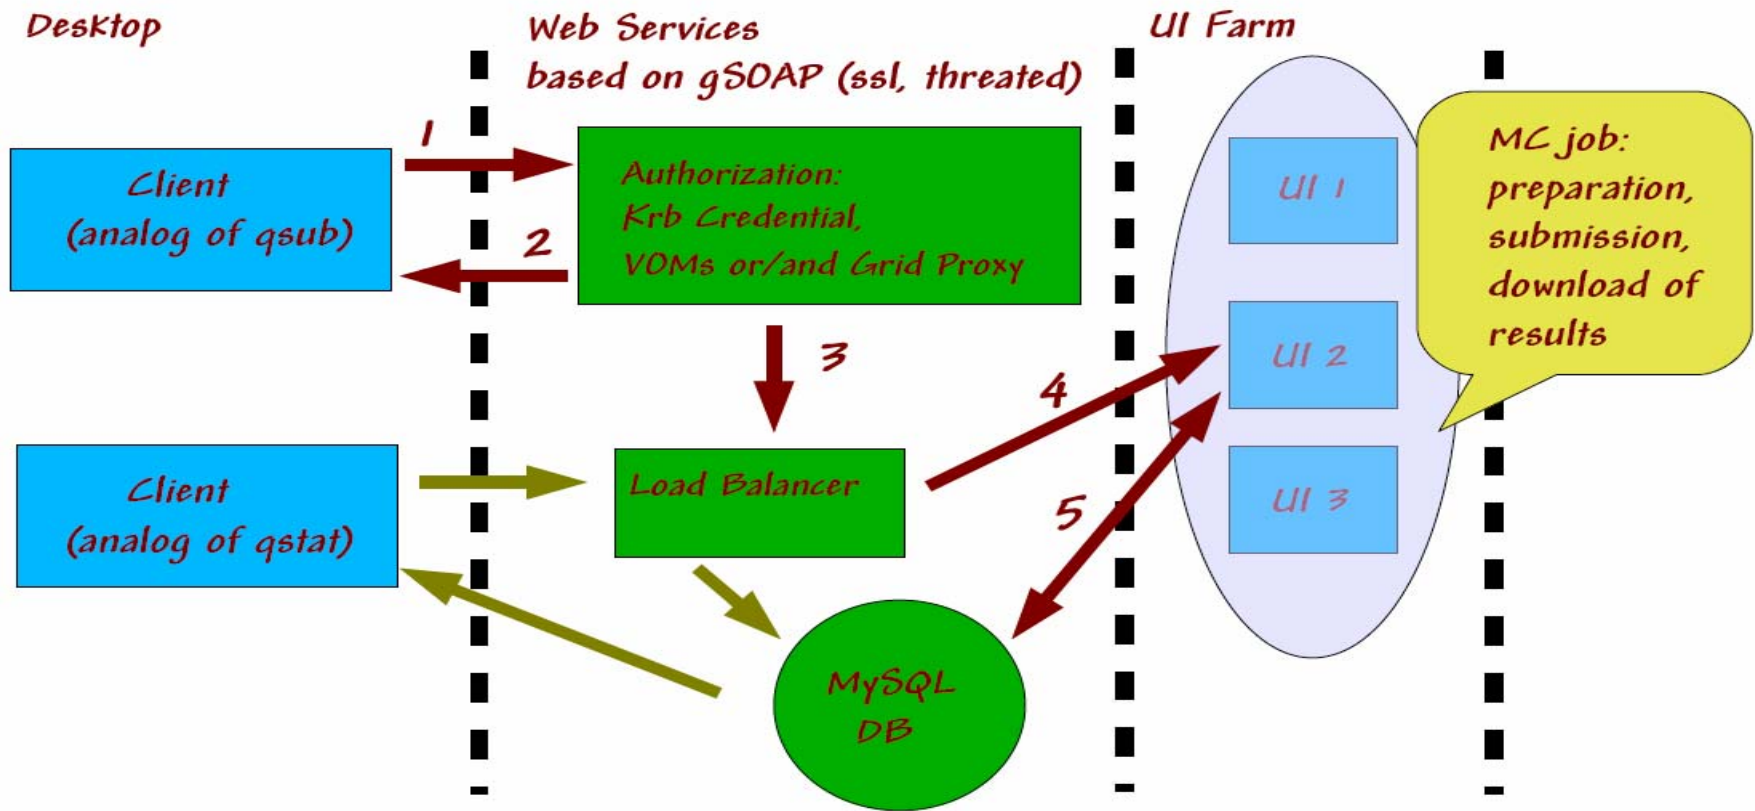 Desktop
Web Services
based on gSOAP (ssl, threated)
UI Farm
1
Client
(analog of qsub)
2
Authorization:
Krb Credential,
VOMs or/and Grid Proxy
UI 1
MC job:
preparation,
submission,
download of
results
3
4
UI 2
Client
(analog of qstat)
Load Balancer
5
UI 3
MySQL
DB